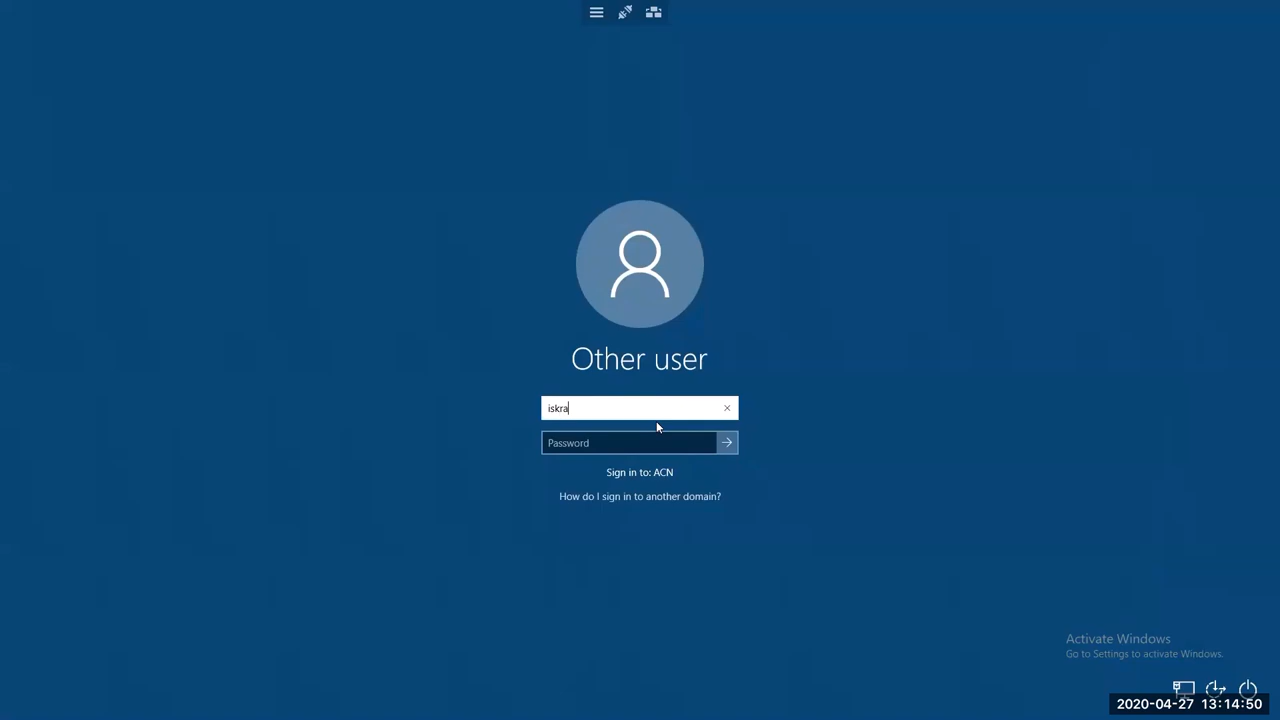 Other user
iskra
Password
Sign in to: ACN
How do I sign in to another domain?
Activate Windows
Go to Settings to activate Windows.
2020-04-27 13:14:50